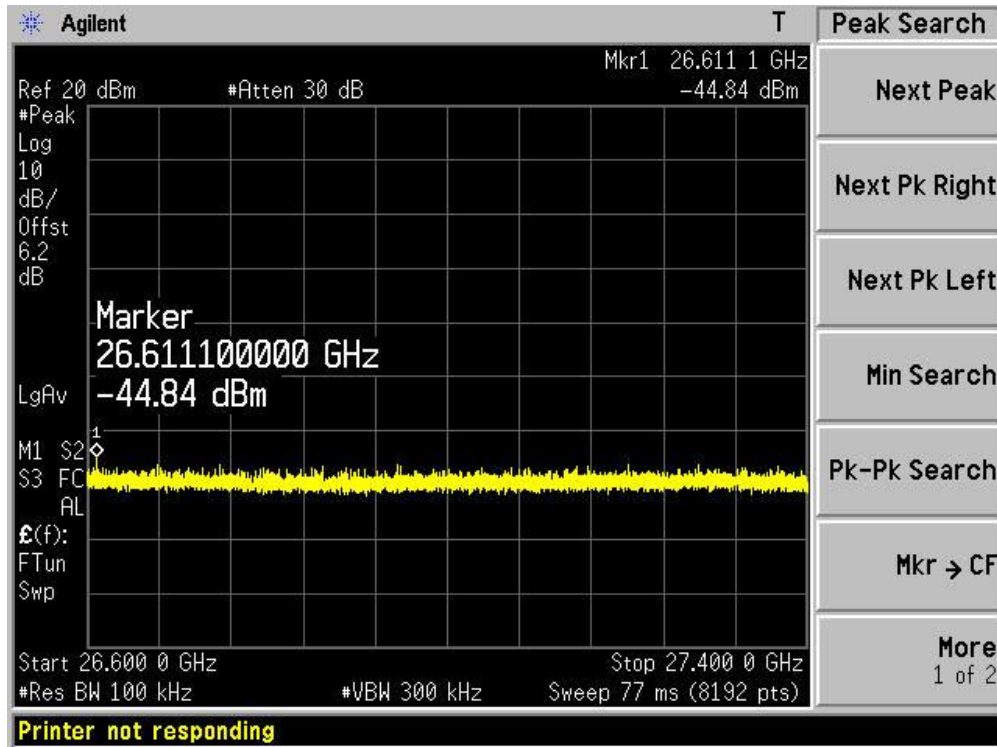 Agilent T Peak Search
Mkr1 26.611 1 GHz
Ref 20 dBm #Atten 30 dB -44.84 dBm
#Peak
Log
10
dB/
Offst
6.2
dB
Marker
26.611100000 GHz
-44.84 dBm
LgAv
1
M1 S2
S3 FC
AL
£(f):
FTun
Swp
Start 26.600 0 GHz Stop 27.400 0 GHz
#Res BW 100 kHz #VBW 300 kHz Sweep 77 ms (8192 pts)
Printer not responding
Next Peak
Next Pk Right
Next Pk Left
Min Search
Pk-Pk Search
Mkr → CF
More
1 of 2